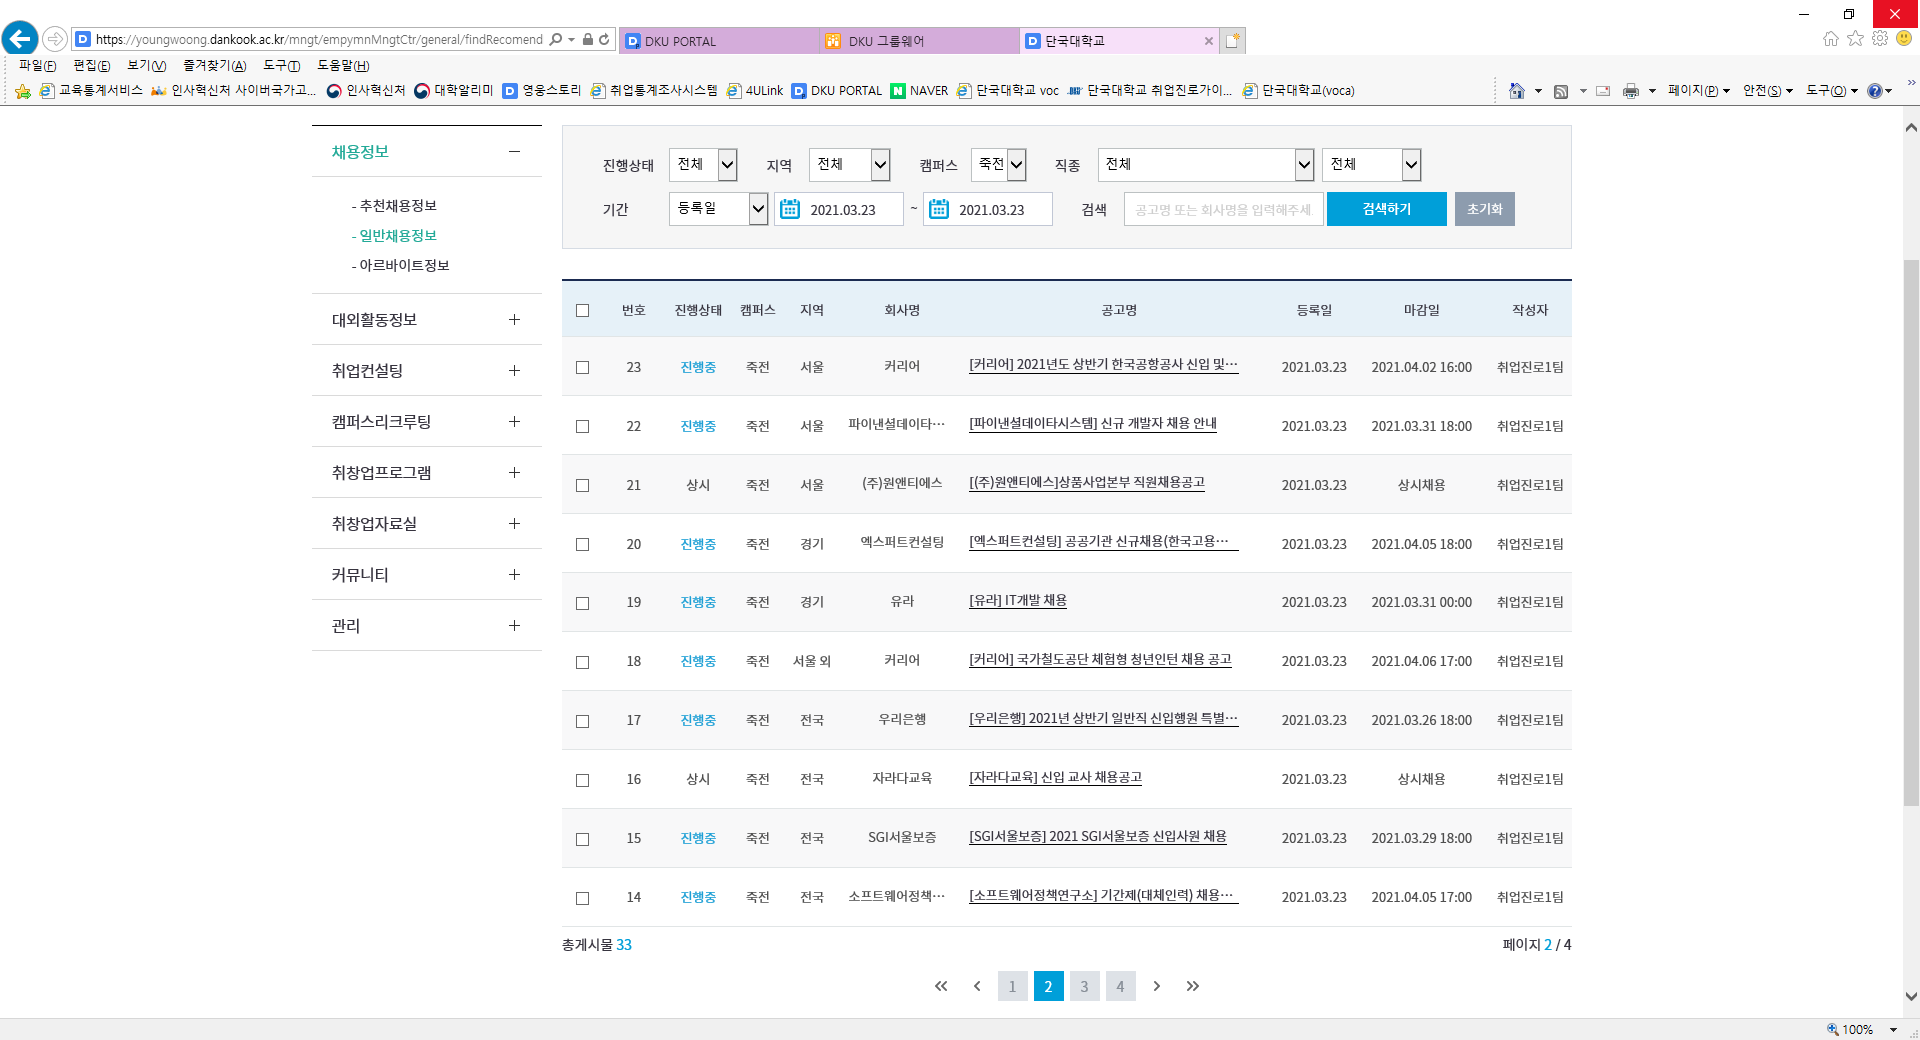 https://youngwoong.dankook.ac.kr/mngt/empymnMngtCtr/general/findRecomend
DKU PORTAL
DKU 그룹웨어
단국대학교
파일(F) 편집(E) 보기(V) 즐겨찾기(A) 도구(T) 도움말(H)
교육통계서비스 인사혁신처 사이버국가고... 인사혁신처 대학알리미 영웅스토리 취업통계조사시스템 4ULink DKU PORTAL NAVER 단국대학교 voc 단국대학교 취업진로가이... 단국대학교(voca)
페이지(P) 안전(S) 도구(O)
채용정보
- 추천채용정보
- 일반채용정보
- 아르바이트정보
대외활동정보
취업컨설팅
캠퍼스리크루팅
취창업프로그램
취창업자료실
커뮤니티
관리
진행상태 전체 지역 전체 캠퍼스 죽전 직종 전체 전체
기간 등록일 2021.03.23 ~ 2021.03.23 검색 공고명 또는 회사명을 입력해주세. 검색하기 초기화
번호 진행상태 캠퍼스 지역 회사명 공고명 등록일 마감일 작성자
23 진행중 죽전 서울 커리어 [커리어] 2021년도 상반기 한국공항공사 신입 및… 2021.03.23 2021.04.02 16:00 취업진로1팀
22 진행중 죽전 서울 파이낸셜데이타… [파이낸셜데이타시스템] 신규 개발자 채용 안내 2021.03.23 2021.03.31 18:00 취업진로1팀
21 상시 죽전 서울 (주)원앤티에스 [(주)원앤티에스]상품사업본부 직원채용공고 2021.03.23 상시채용 취업진로1팀
20 진행중 죽전 경기 엑스퍼트컨설팅 [엑스퍼트컨설팅] 공공기관 신규채용(한국고용… 2021.03.23 2021.04.05 18:00 취업진로1팀
19 진행중 죽전 경기 유라 [유라] IT개발 채용 2021.03.23 2021.03.31 00:00 취업진로1팀
18 진행중 죽전 서울 외 커리어 [커리어] 국가철도공단 체험형 청년인턴 채용 공고 2021.03.23 2021.04.06 17:00 취업진로1팀
17 진행중 죽전 전국 우리은행 [우리은행] 2021년 상반기 일반직 신입행원 특별… 2021.03.23 2021.03.26 18:00 취업진로1팀
16 상시 죽전 전국 자라다교육 [자라다교육] 신입 교사 채용공고 2021.03.23 상시채용 취업진로1팀
15 진행중 죽전 전국 SGI서울보증 [SGI서울보증] 2021 SGI서울보증 신입사원 채용 2021.03.23 2021.03.29 18:00 취업진로1팀
14 진행중 죽전 전국 소프트웨어정책… [소프트웨어정책연구소] 기간제(대체인력) 채용… 2021.03.23 2021.04.05 17:00 취업진로1팀
총게시물 33
페이지 2 / 4
1 2 3 4
100%